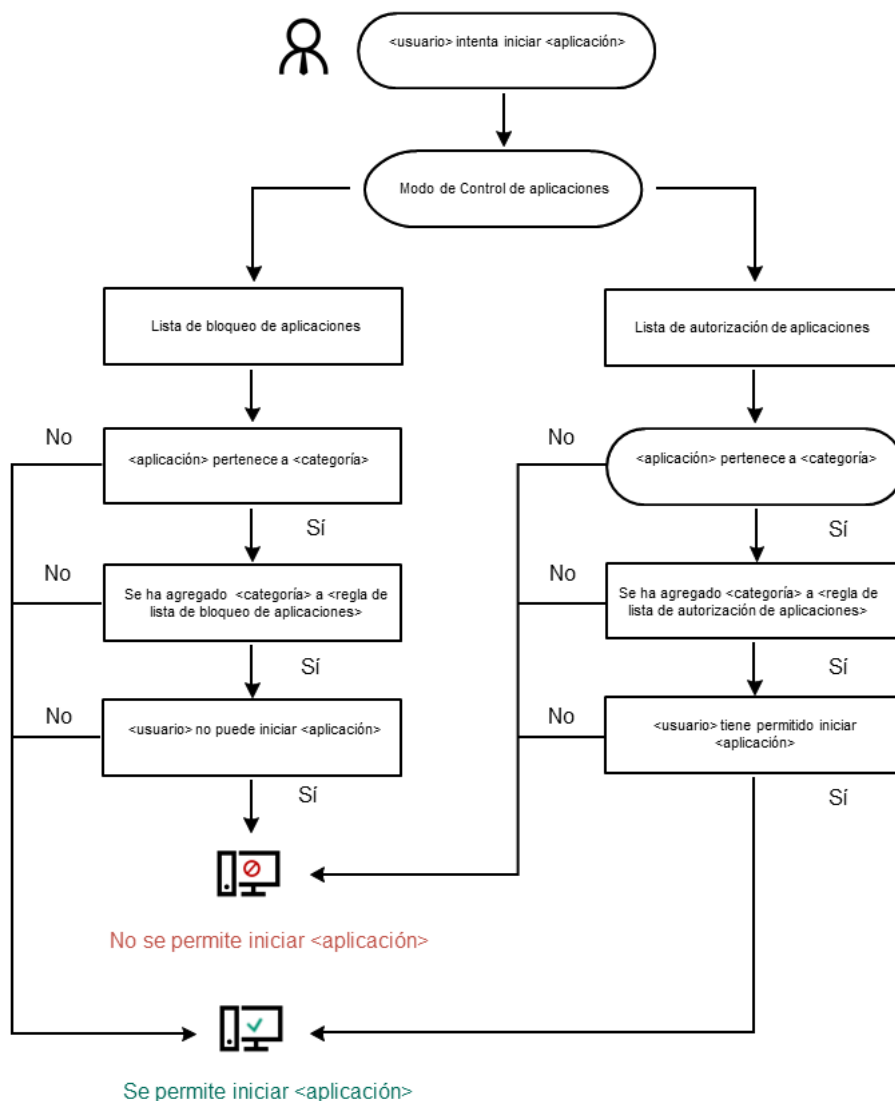 <usuario> intenta iniciar <aplicación>
Modo de Control de aplicaciones
Lista de bloqueo de aplicaciones
Lista de autorización de aplicaciones
No
<aplicación> pertenece a <categoría>
Sí
No
<aplicación> pertenece a <categoría>
Sí
No
Se ha agregado <categoría> a <regla de
lista de bloqueo de aplicaciones>
Sí
No
Se ha agregado <categoría> a <regla de
lista de autorización de aplicaciones>
Sí
No
<usuario> no puede iniciar <aplicación>
Sí
No
<usuario> tiene permitido iniciar
<aplicación>
Sí
No se permite iniciar <aplicación>
Se permite iniciar <aplicación>